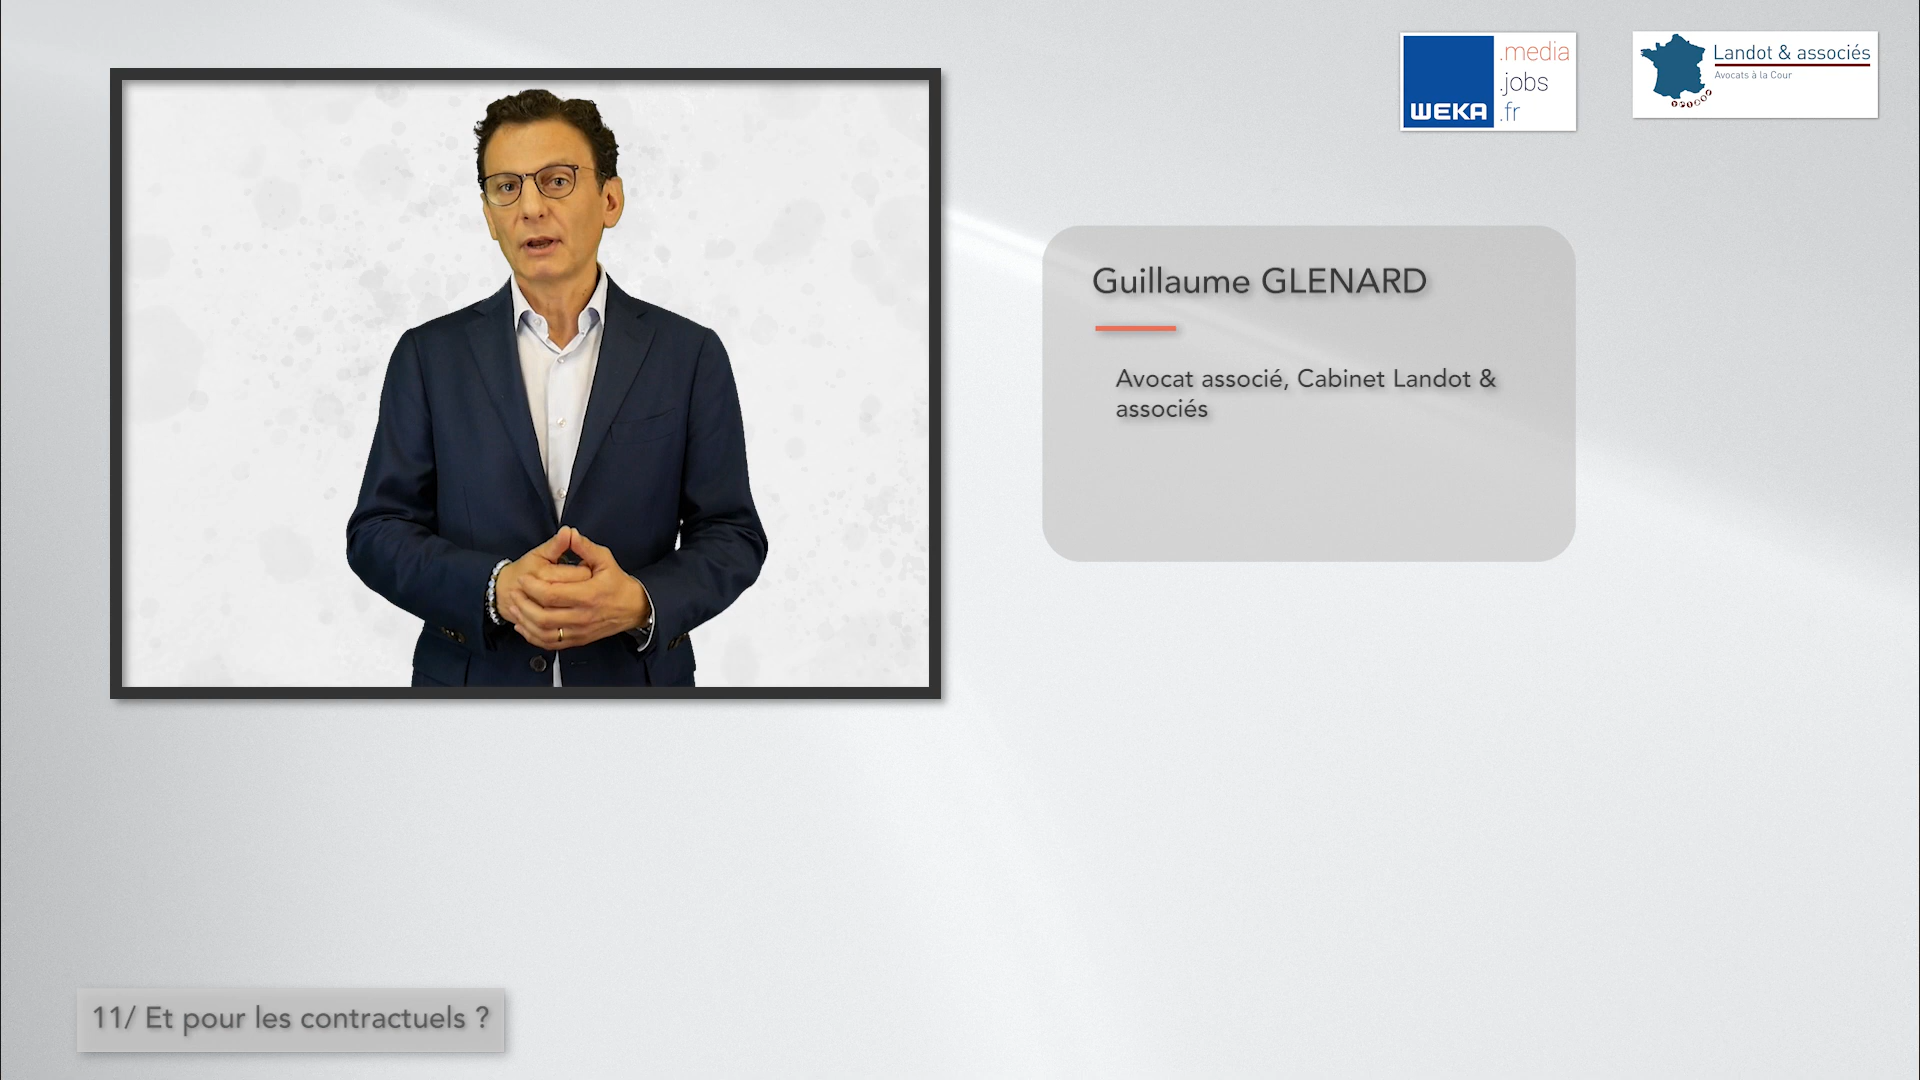 .media
.jobs
.fr
WEKA
Landot & associés
Avocats à la Cour
Guillaume GLENARD
Avocat associé, Cabinet Landot &
associés
11/ Et pour les contractuels ?